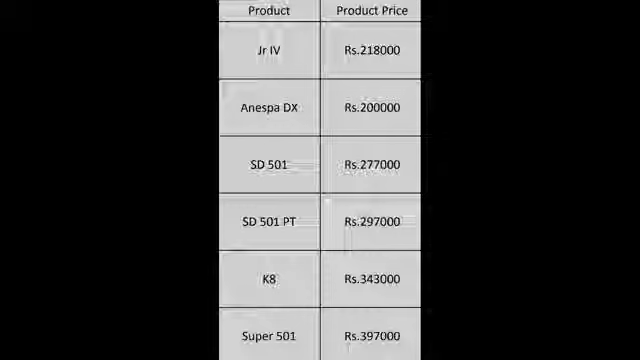 Product Product Price
Jr IV Rs.218000
Anespa DX Rs.200000
SD 501 Rs.277000
SD 501 PT Rs.297000
K8 Rs.343000
Super 501 Rs.397000